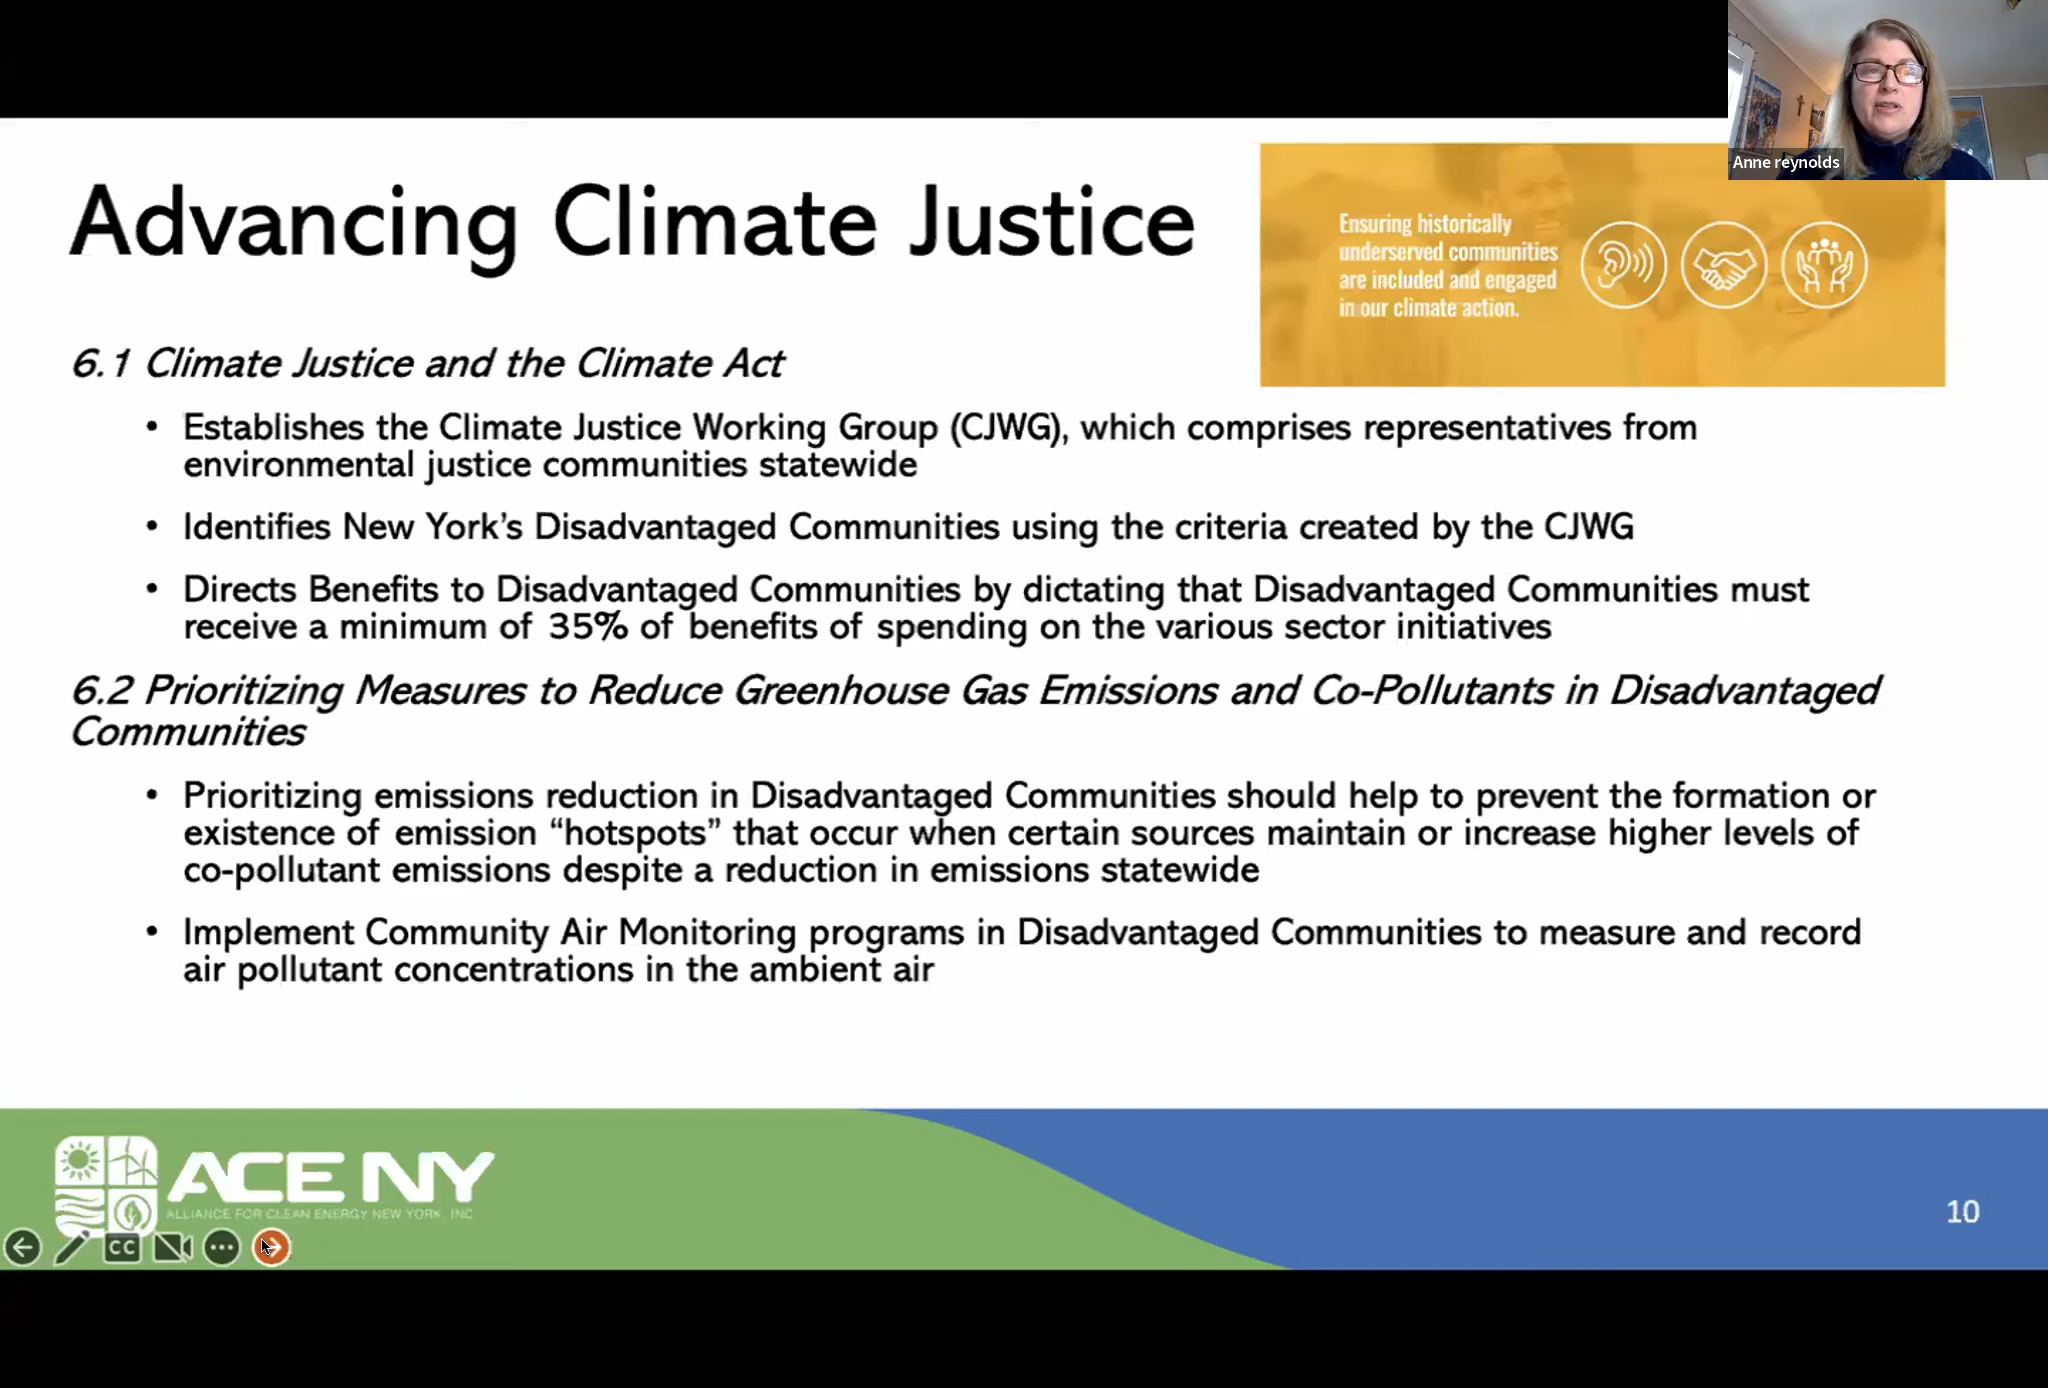 Anne reynolds
Advancing Climate Justice
Ensuring historically
underserved communities
are included and engaged
in our climate action.
6.1 Climate Justice and the Climate Act
• Establishes the Climate Justice Working Group (CJWG), which comprises representatives from
environmental justice communities statewide
• Identifies New York’s Disadvantaged Communities using the criteria created by the CJWG
• Directs Benefits to Disadvantaged Communities by dictating that Disadvantaged Communities must
receive a minimum of 35% of benefits of spending on the various sector initiatives
6.2 Prioritizing Measures to Reduce Greenhouse Gas Emissions and Co-Pollutants in Disadvantaged
Communities
• Prioritizing emissions reduction in Disadvantaged Communities should help to prevent the formation or
existence of emission “hotspots” that occur when certain sources maintain or increase higher levels of
co-pollutant emissions despite a reduction in emissions statewide
• Implement Community Air Monitoring programs in Disadvantaged Communities to measure and record
air pollutant concentrations in the ambient air
ACE NY
ALLIANCE FOR CLEAN ENERGY NEW YORK, INC
CC
10